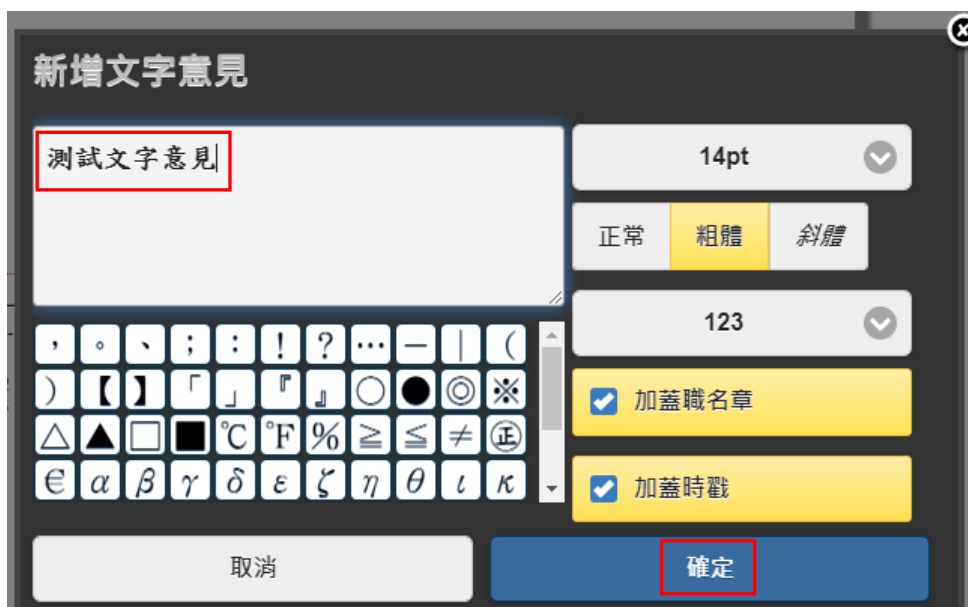 新增文字意見
測試文字意見
14pt
正常 粗體 斜體
123
, 。 、 ; : ! ? … — | (
) 【 】 「 」 『 』 ○ ● ◎ ※
△ ▲ □ ■ ℃ ℉ % ≧ ≦ ≠ ㊣
€ α β γ δ ε ζ η θ ι κ
加蓋職名章
加蓋時戳
取消 確定